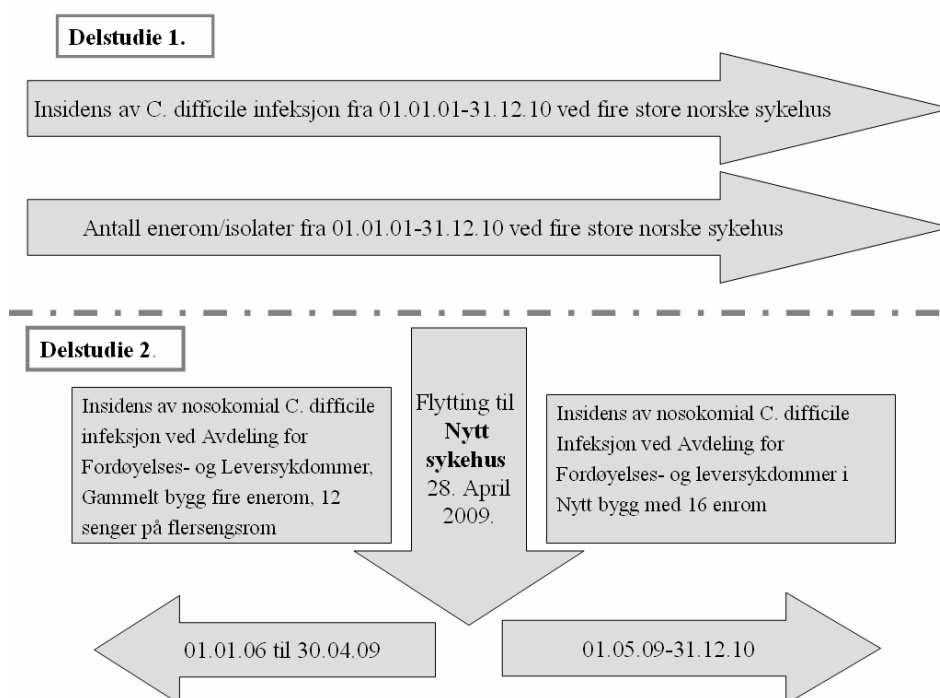 Delstudie 1.
Insidens av C. difficile infeksjon fra 01.01.01-31.12.10 ved fire store norske sykehus
Antall enerom/isolater fra 01.01.01-31.12.10 ved fire store norske sykehus
Delstudie 2.
Insidens av nosokomial C. difficile
infeksjon ved Avdeling for
Fordøyelses- og Leversykdommer,
Gammelt bygg fire enerom, 12
senger på flersengsrom
Flytting til
Nytt
sykehus
28. April
2009.
Insidens av nosokomial C. difficile
Infeksjon ved Avdeling for
Fordøyelses- og leversykdommer i
Nytt bygg med 16 enrom
01.01.06 til 30.04.09
01.05.09-31.12.10